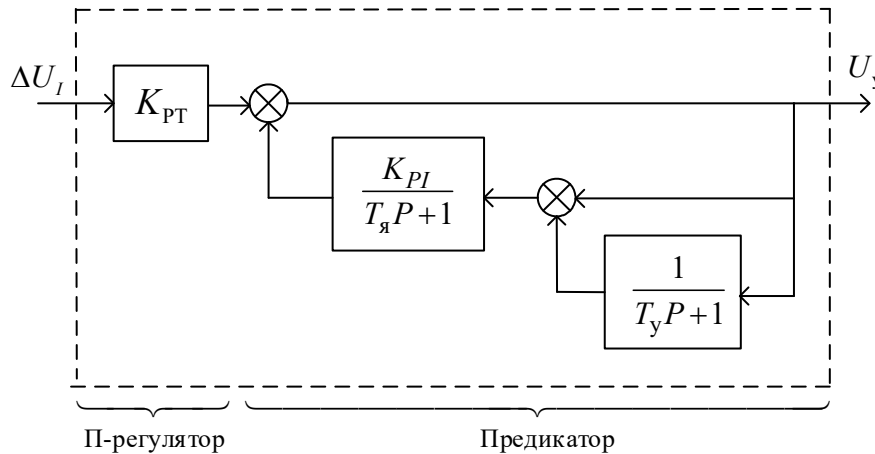 ΔU_I
K_РТ
U_у
K_PI
T_я P + 1
1
T_у P + 1
П-регулятор
Предикатор